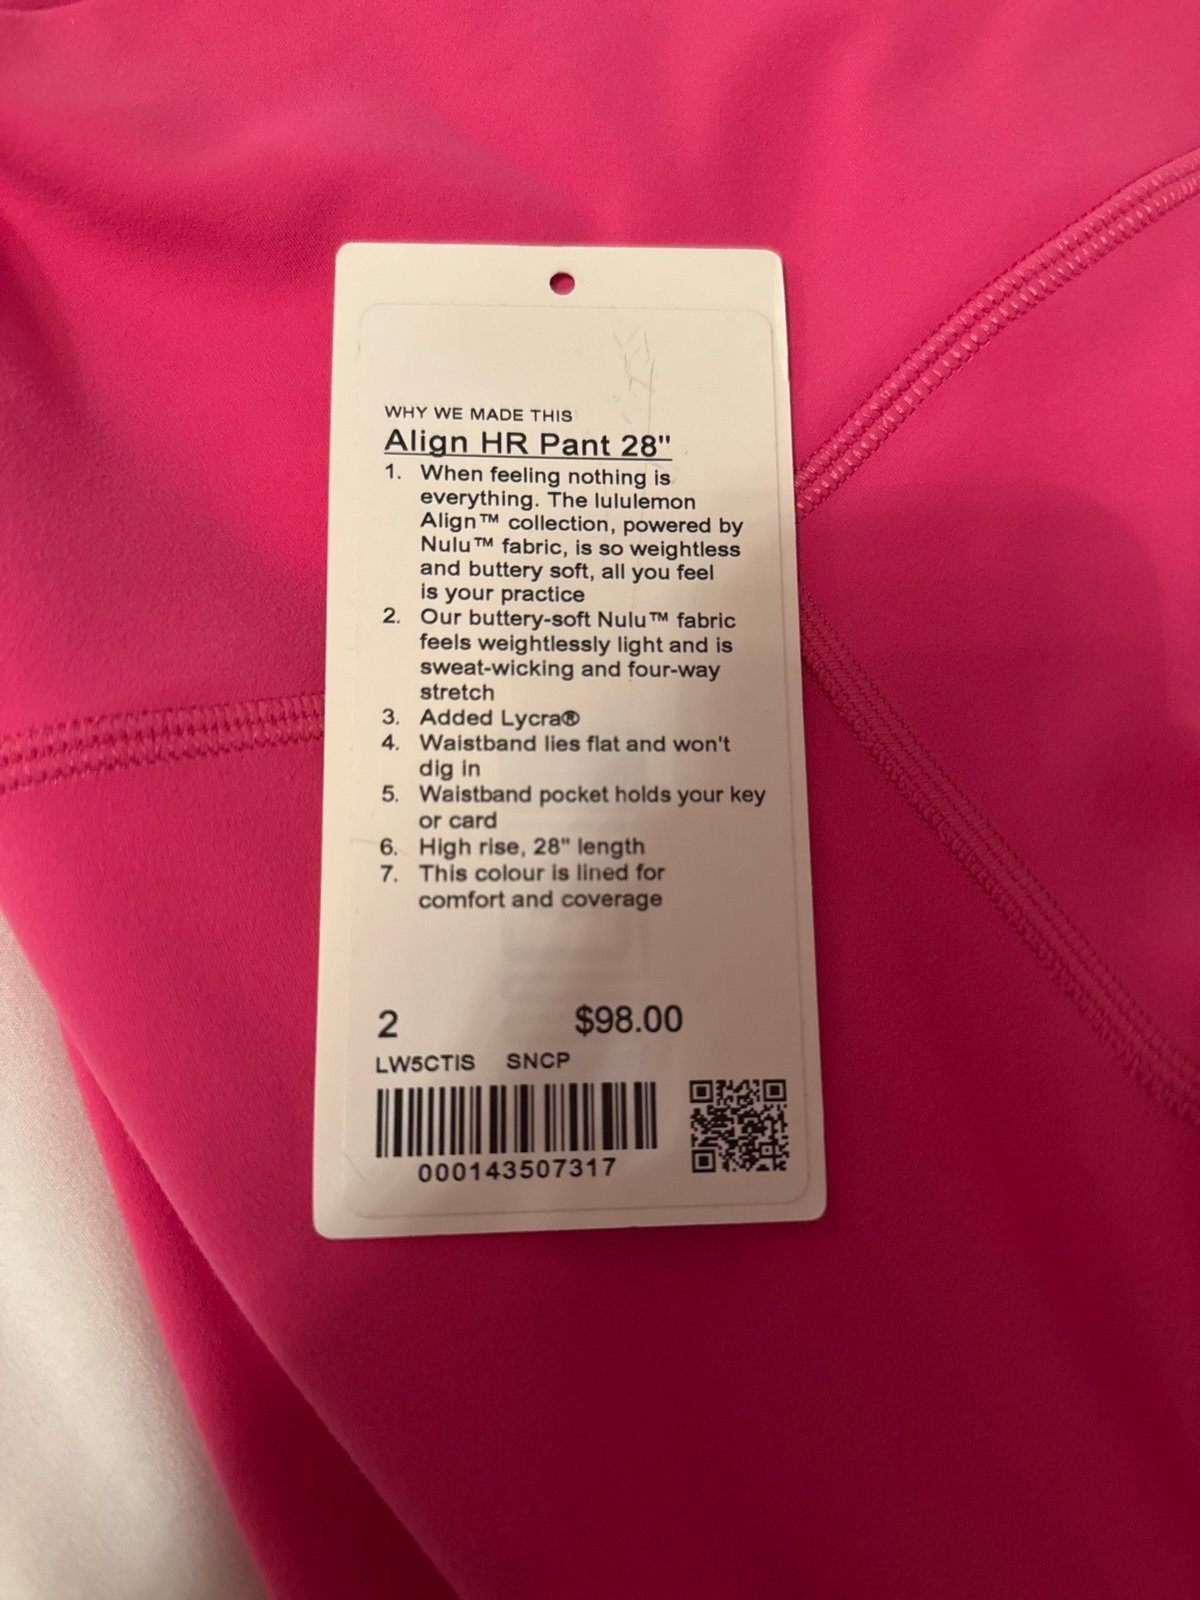 WHY WE MADE THIS
Align HR Pant 28"
1. When feeling nothing is
everything. The lululemon
Align™ collection, powered by
Nulu™ fabric, is so weightless
and buttery soft, all you feel
is your practice
2. Our buttery-soft Nulu™ fabric
feels weightlessly light and is
sweat-wicking and four-way
stretch
3. Added Lycra®
4. Waistband lies flat and won't
dig in
5. Waistband pocket holds your key
or card
6. High rise, 28" length
7. This colour is lined for
comfort and coverage
2 $98.00
LW5CTIS SNCP
000143507317